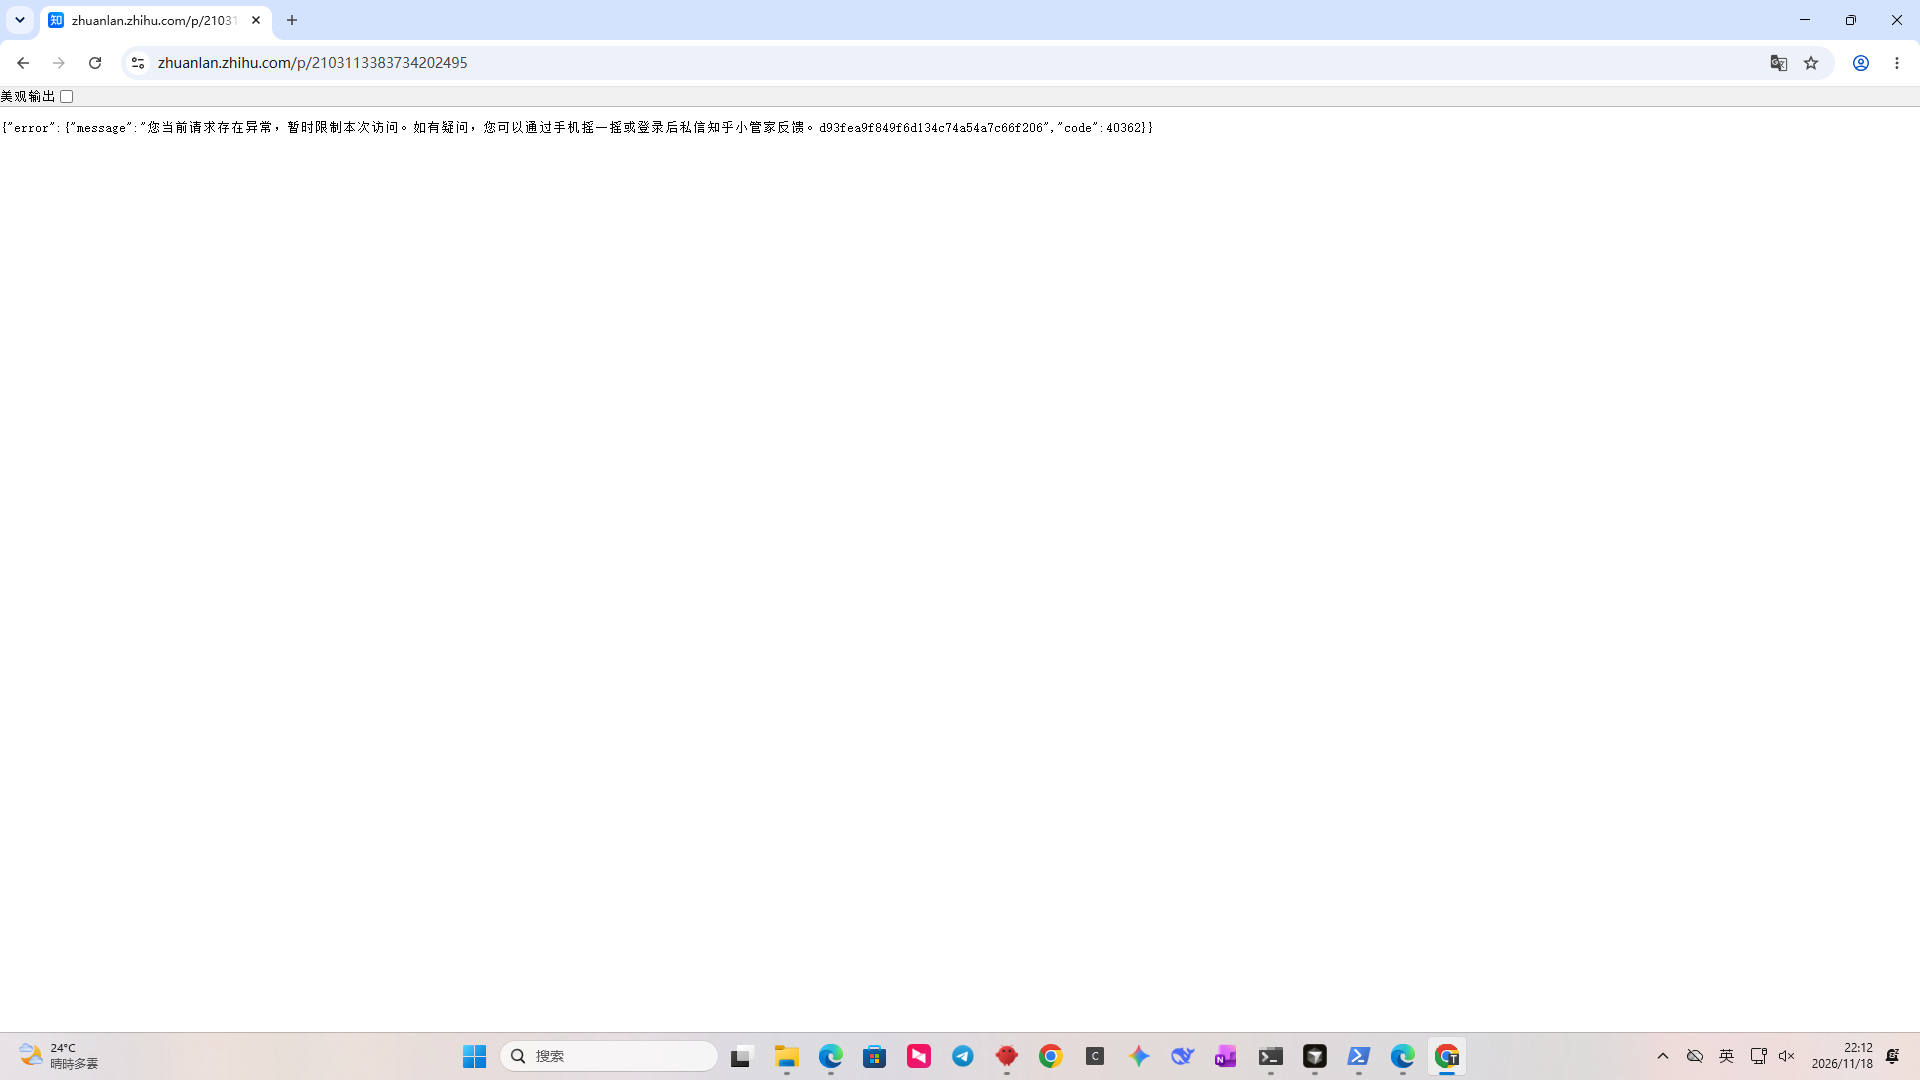 知 zhuanlan.zhihu.com/p/21031
zhuanlan.zhihu.com/p/2103113383734202495
美观输出
{"error":{"message":"您当前请求存在异常，暂时限制本次访问。如有疑问，您可以通过手机摇一摇或登录后私信知乎小管家反馈。d93fea9f849f6d134c74a54a7c66f206","code":40362}}
24°C
晴時多雲
搜索
C
N
T
英
22:12
2026/11/18